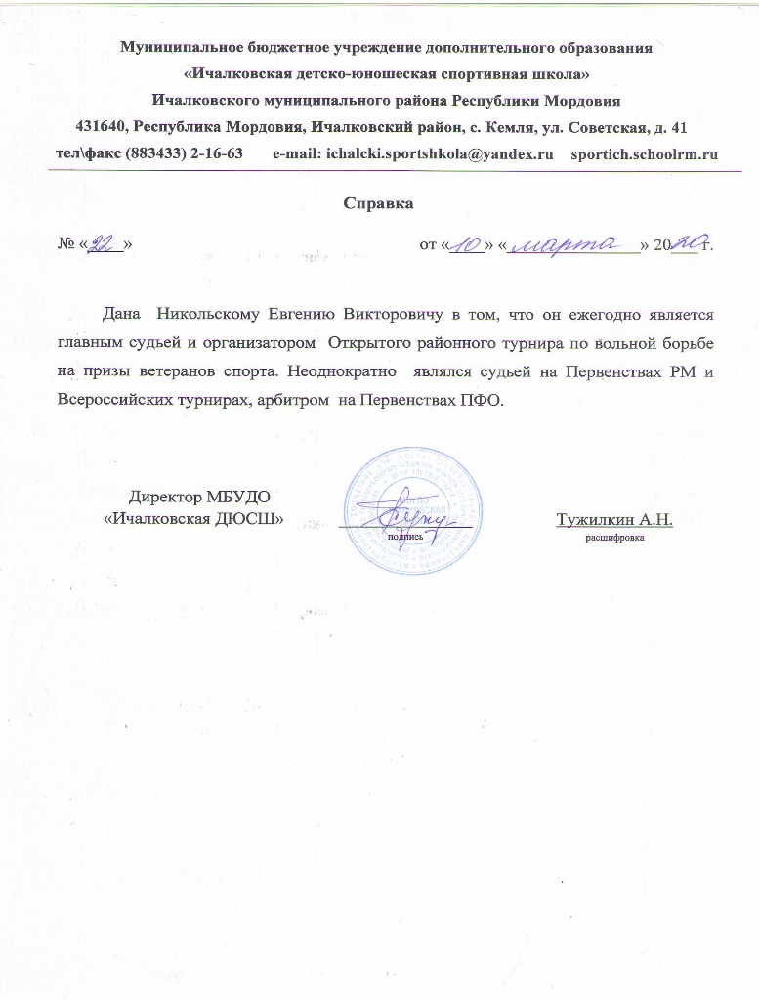 Муниципальное бюджетное учреждение дополнительного образования
«Ичалковская детско-юношеская спортивная школа»
Ичалковского муниципального района Республики Мордовия
431640, Республика Мордовия, Ичалковский район, с. Кемля, ул. Советская, д. 41
тел\факс (883433) 2-16-63 e-mail: ichalcki.sportshkola@yandex.ru sportich.schoolrm.ru
Справка
№ «22» от «10» «марта» 2020 г.
Дана Никольскому Евгению Викторовичу в том, что он ежегодно является
главным судьей и организатором Открытого районного турнира по вольной борьбе
на призы ветеранов спорта. Неоднократно являлся судьей на Первенствах РМ и
Всероссийских турнирах, арбитром на Первенствах ПФО.
Директор МБУДО
«Ичалковская ДЮСШ» Тужилкин А.Н.
подпись расшифровка